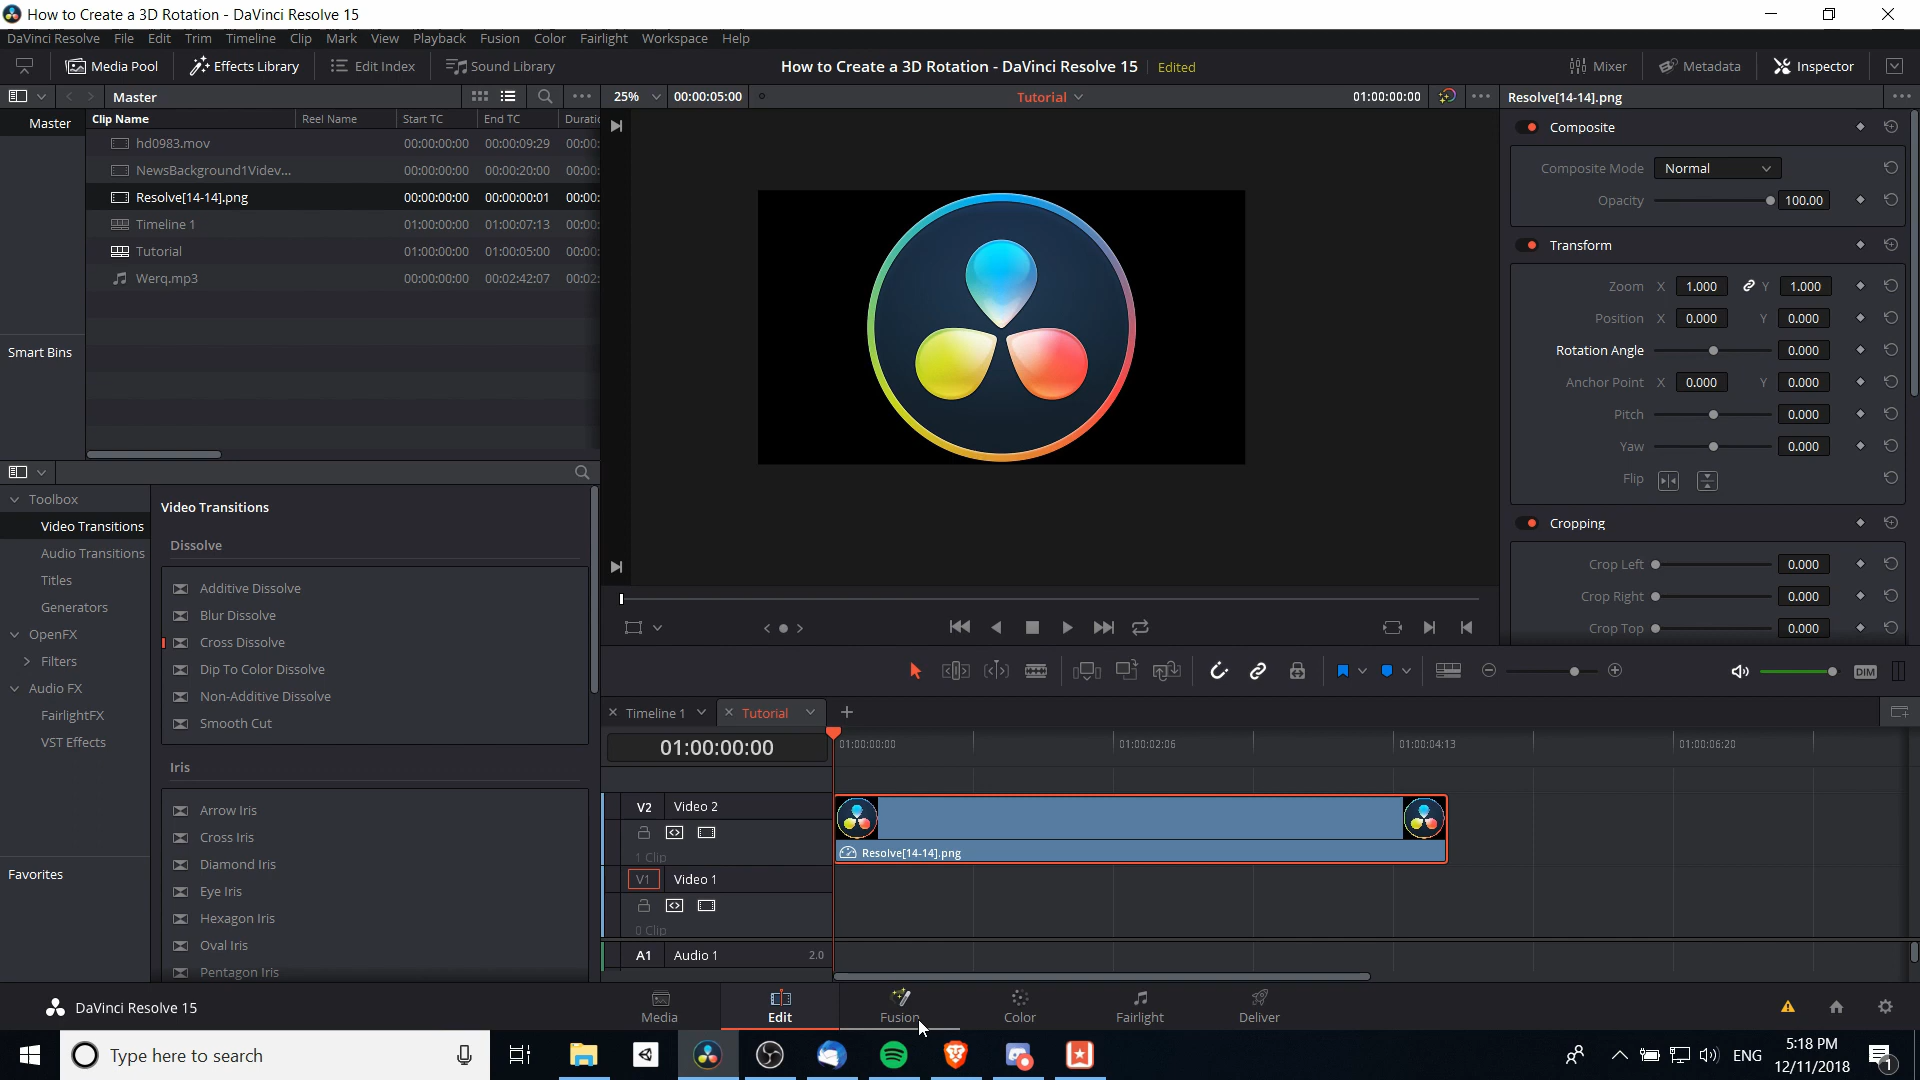 How to Create a 3D Rotation - DaVinci Resolve 15
DaVinci Resolve File Edit Trim Timeline Clip Mark View Playback Fusion Color Fairlight Workspace Help
Media Pool Effects Library Edit Index Sound Library How to Create a 3D Rotation - DaVinci Resolve 15 Edited Mixer Metadata Inspector
Master 25% 00:00:05:00 Tutorial 01:00:00:00 Resolve[14-14].png
Master Clip Name Reel Name Start TC End TC
hd0983.mov 00:00:00:00 00:00:09:29 00:00:
NewsBackground1Videv... 00:00:00:00 00:00:20:00 00:00:
Resolve[14-14].png 00:00:00:00 00:00:00:01 00:00:
Timeline 1 01:00:00:00 01:00:07:13 00:00:
Tutorial 01:00:00:00 01:00:05:00 00:00:
Werq.mp3 00:00:00:00 00:02:42:07 00:02:
Smart Bins
Composite
Composite Mode Normal
Opacity 100.00
Transform
Zoom X 1.000 Y 1.000
Position X 0.000 Y 0.000
Rotation Angle 0.000
Anchor Point X 0.000 Y 0.000
Pitch 0.000
Yaw 0.000
Flip
Cropping
Crop Left 0.000
Crop Right 0.000
Crop Top 0.000
Toolbox
Video Transitions
Audio Transitions
Titles
Generators
OpenFX
Filters
Audio FX
FairlightFX
VST Effects
Favorites
Video Transitions
Dissolve
Additive Dissolve
Blur Dissolve
Cross Dissolve
Dip To Color Dissolve
Non-Additive Dissolve
Smooth Cut
Iris
Arrow Iris
Cross Iris
Diamond Iris
Eye Iris
Hexagon Iris
Oval Iris
Pentagon Iris
DIM
Timeline 1 Tutorial
01:00:00:00 01:00:00:00 01:00:02:06 01:00:04:13 01:00:06:20
V2 Video 2
1 Clip
Resolve[14-14].png
V1 Video 1
0 Clip
A1 Audio 1 2.0
DaVinci Resolve 15 Media Edit Fusion Color Fairlight Deliver
Type here to search
ENG
5:18 PM
12/11/2018
1